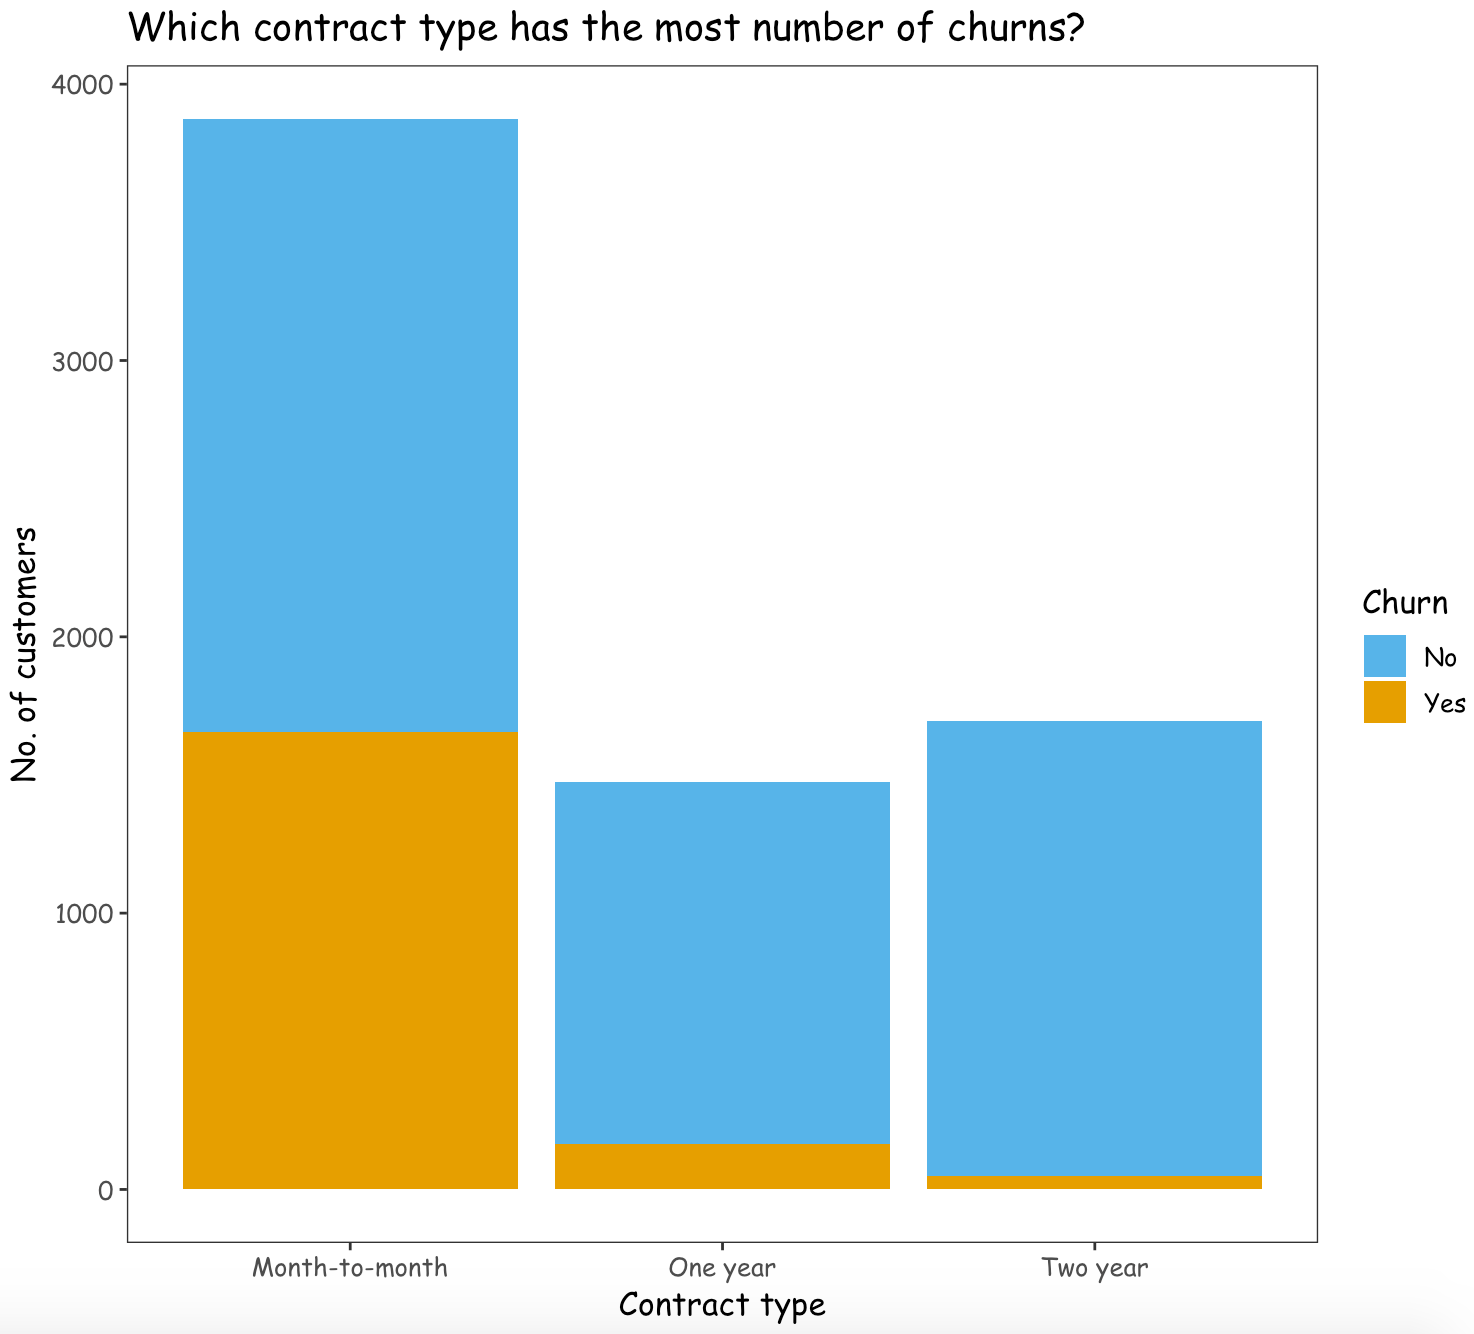 Which contract type has the most number of churns?
4000
3000
2000
1000
0
No. of customers
Month-to-month
One year
Two year
Contract type
Churn
No
Yes